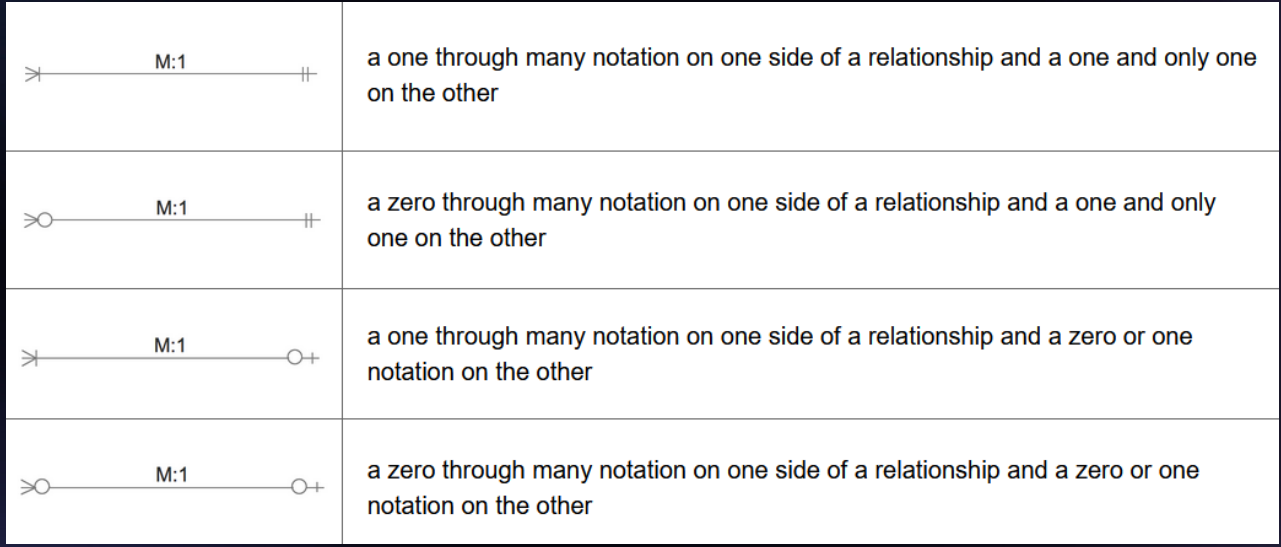 M:1
a one through many notation on one side of a relationship and a one and only one
on the other
M:1
a zero through many notation on one side of a relationship and a one and only
one on the other
M:1
a one through many notation on one side of a relationship and a zero or one
notation on the other
M:1
a zero through many notation on one side of a relationship and a zero or one
notation on the other